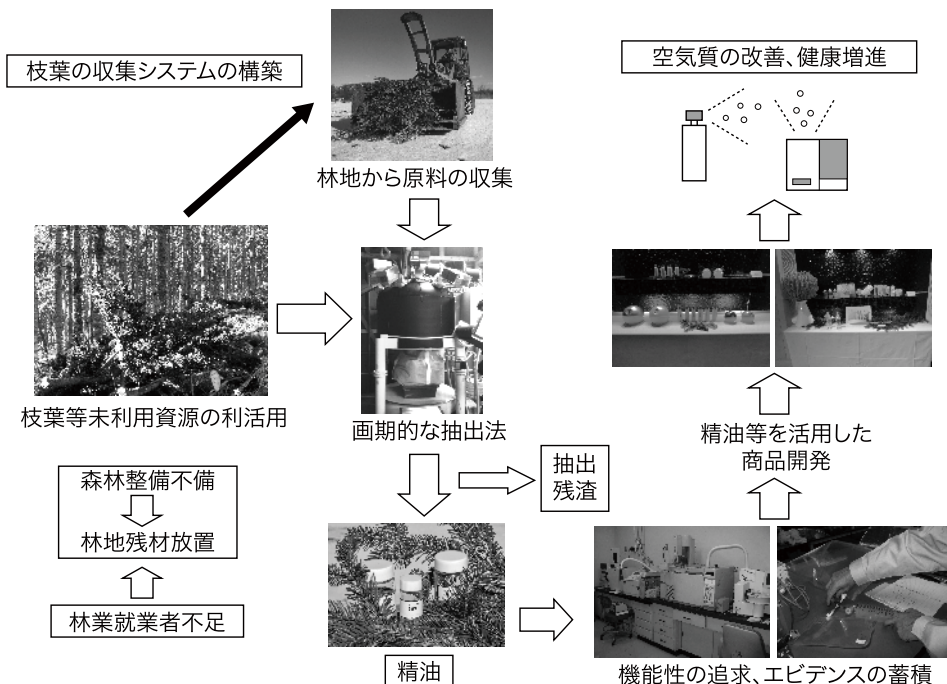 枝葉の収集システムの構築
林地から原料の収集
枝葉等未利用資源の利活用
画期的な抽出法
森林整備不備
林地残材放置
林業就業者不足
抽出
残渣
精油
機能性の追求、エビデンスの蓄積
精油等を活用した
商品開発
空気質の改善、健康増進